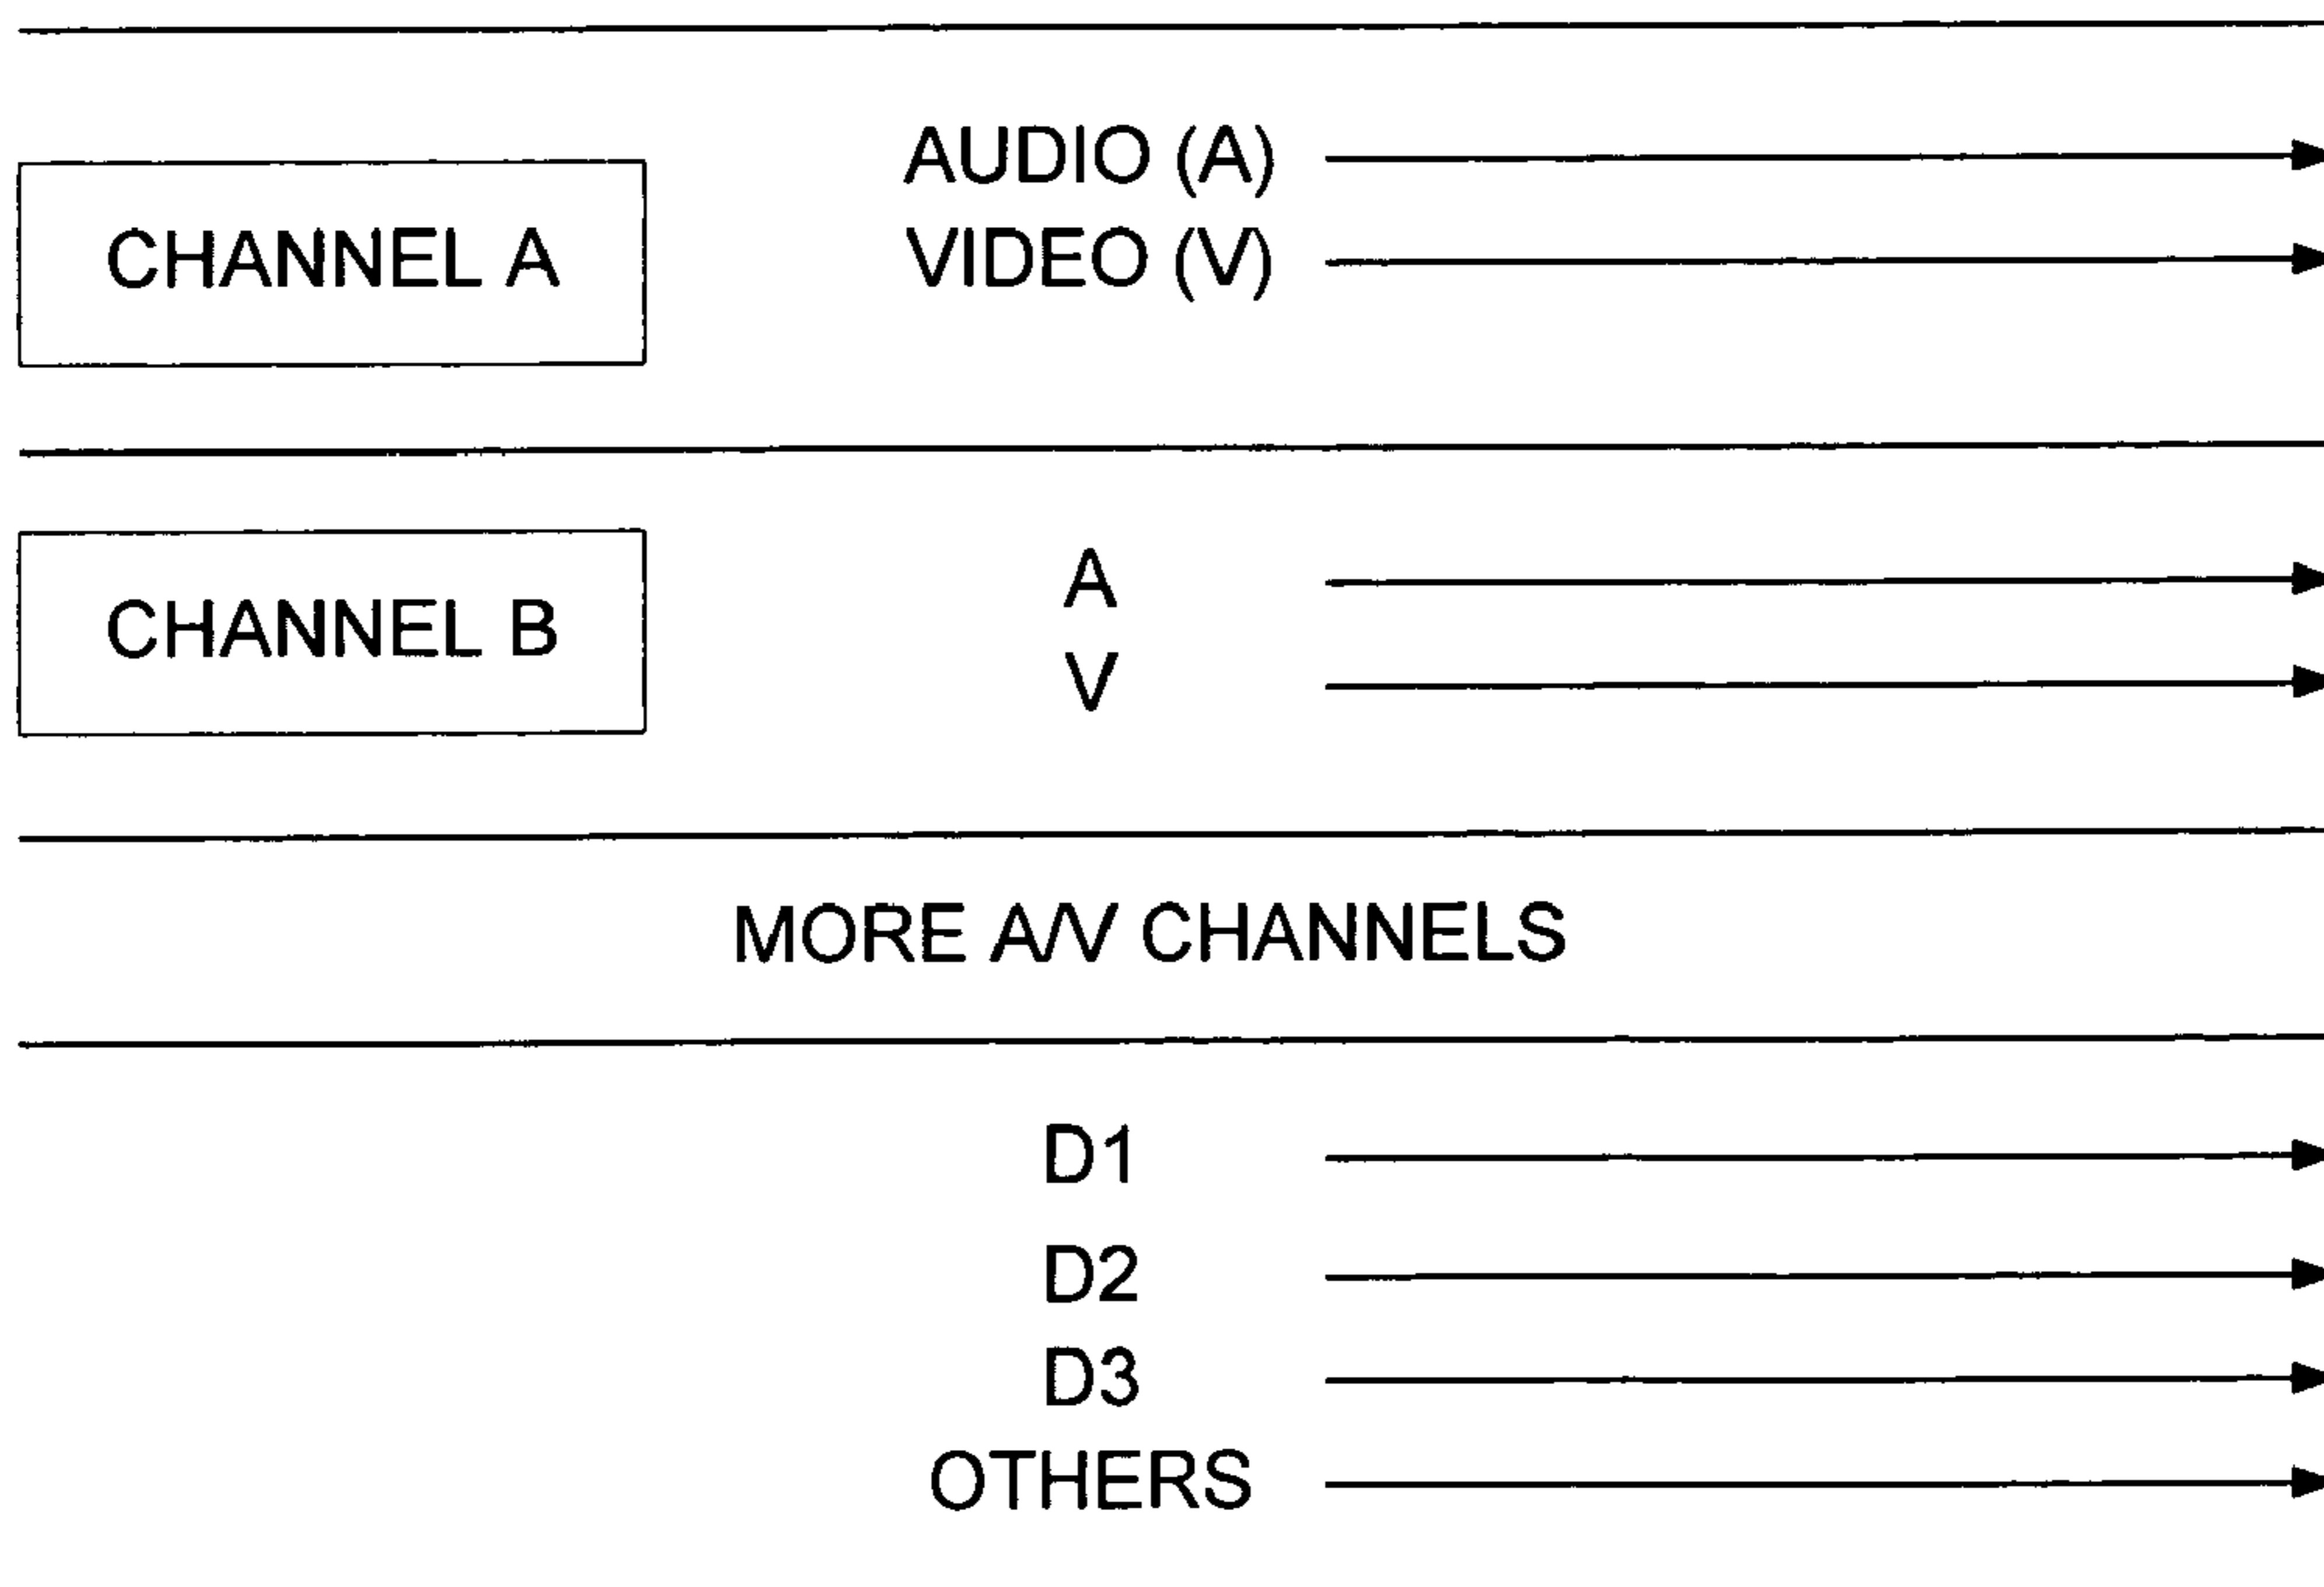 AUDIO (A)
CHANNEL A
VIDEO (V)
A
CHANNEL B
V
MORE A/V CHANNELS
D1
D2
D3
OTHERS